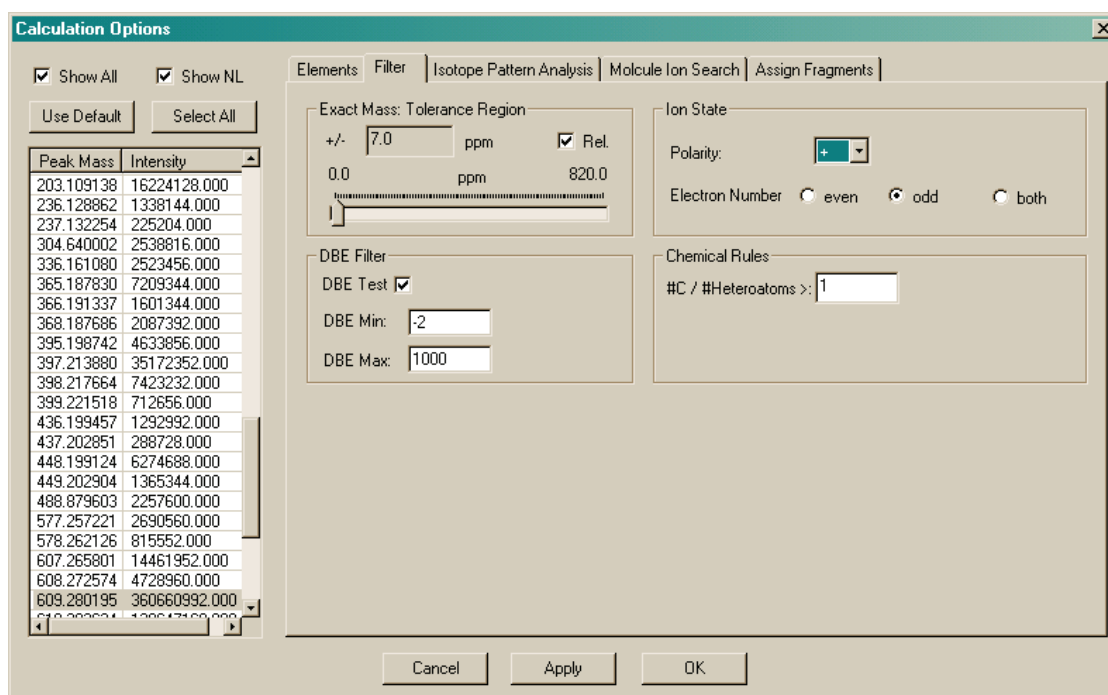 Calculation Options
Show All Show NL
Use Default Select All
Peak Mass Intensity
203.109138 16224128.000
236.128862 1338144.000
237.132254 225204.000
304.640002 2538816.000
336.161080 2523456.000
365.187830 7209344.000
366.191337 1601344.000
368.187686 2087392.000
395.198742 4633856.000
397.213880 35172352.000
398.217664 7423232.000
399.221518 712656.000
436.199457 1292992.000
437.202851 288728.000
448.199124 6274688.000
449.202904 1365344.000
488.879603 2257600.000
577.257221 2690560.000
578.262126 815552.000
607.265801 14461952.000
608.272574 4728960.000
609.280195 360660992.000
Elements Filter Isotope Pattern Analysis Molcule Ion Search Assign Fragments
Exact Mass: Tolerance Region
+/- 7.0 ppm Rel.
0.0 ppm 820.0
DBE Filter
DBE Test
DBE Min: -2
DBE Max: 1000
Ion State
Polarity: +
Electron Number even odd both
Chemical Rules
#C / #Heteroatoms >: 1
Cancel Apply OK